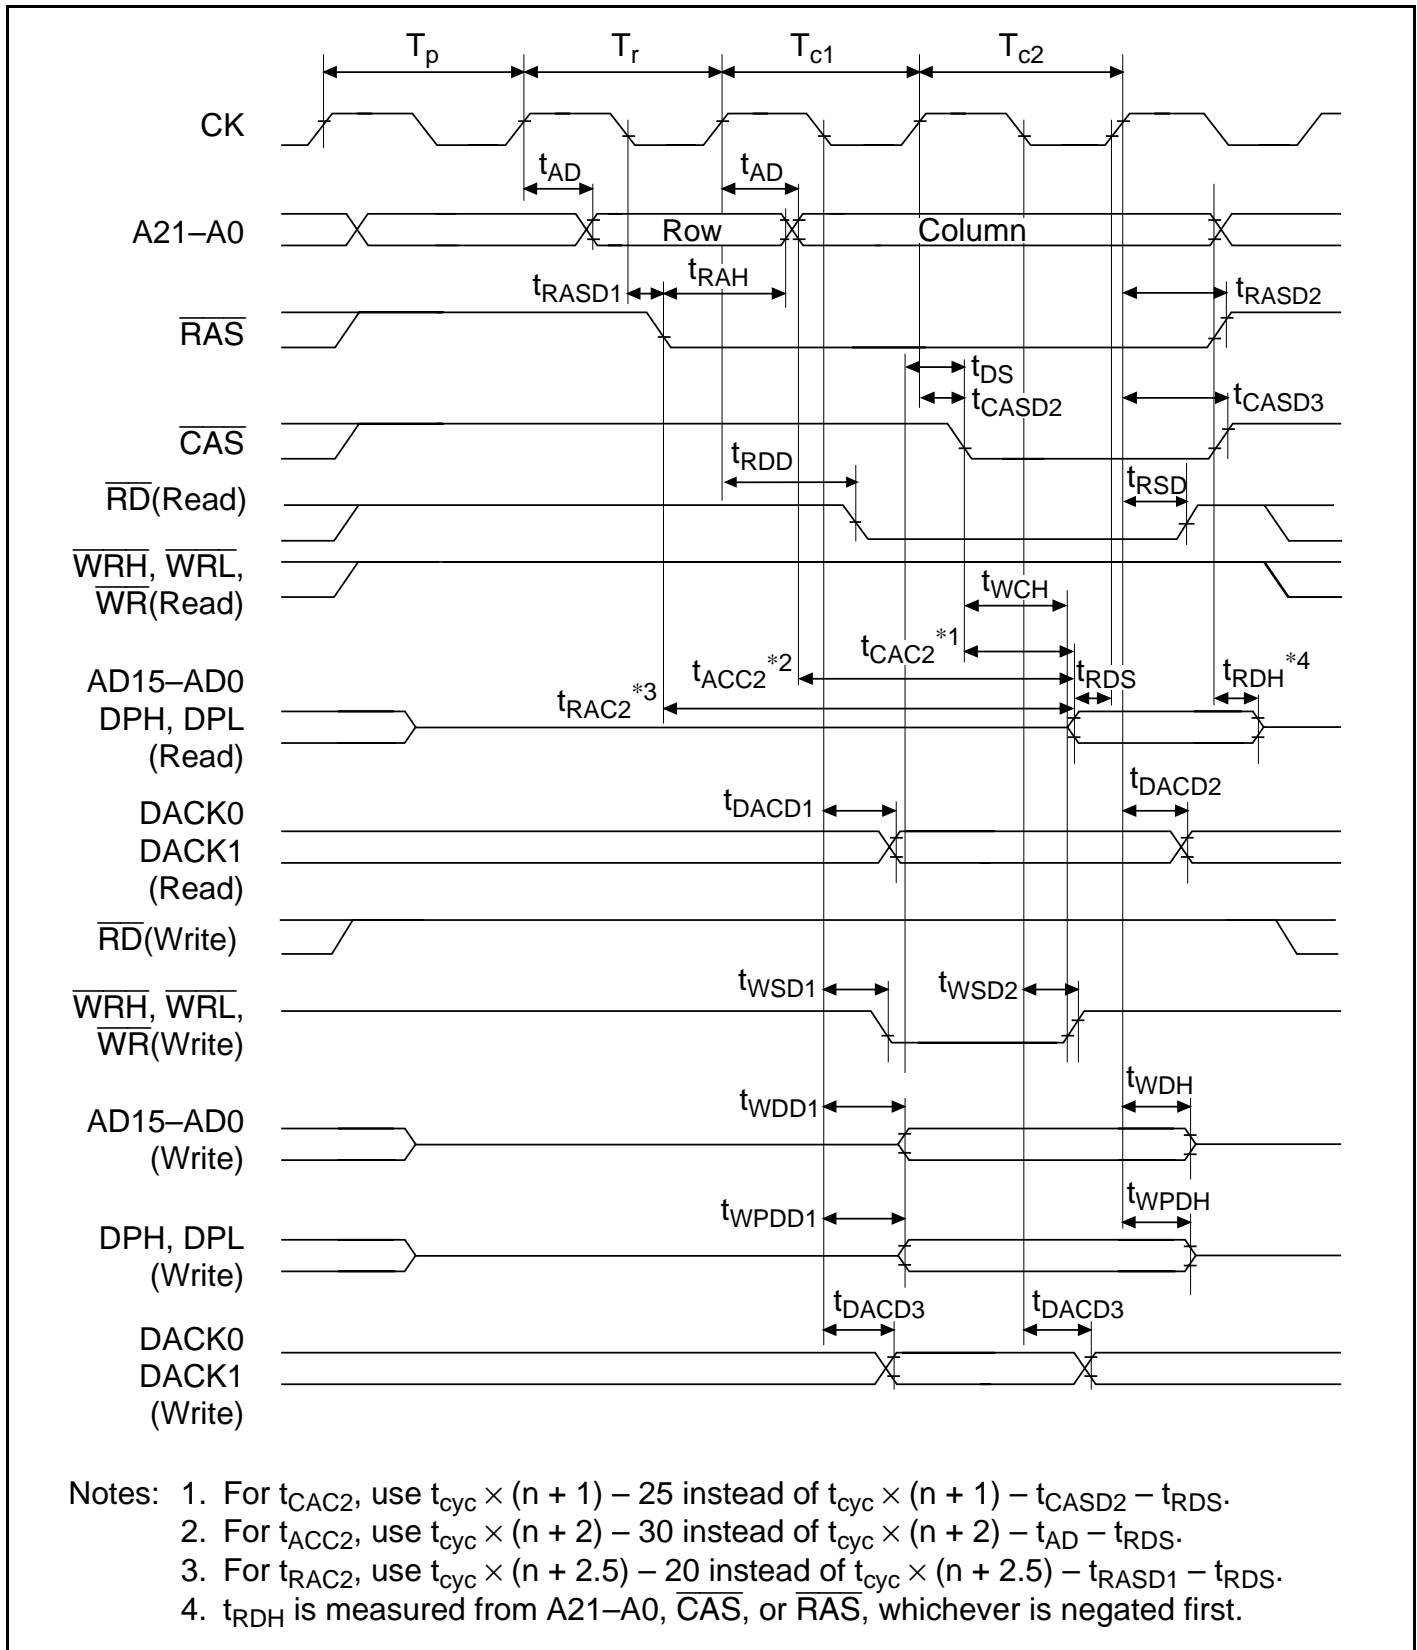 Tp Tr Tc1 Tc2
CK
tAD tAD
A21–A0 Row Column
tRASD1 tRAH tRASD2
RAS
tDS
tCASD2 tCASD3
CAS
tRDD tRSD
RD(Read)
WRH, WRL,
WR(Read)
tWCH
tCAC2*1
tACC2*2 tRDS tRDH*4
tRAC2*3
AD15–AD0
DPH, DPL
(Read)
tDACD1 tDACD2
DACK0
DACK1
(Read)
RD(Write)
tWSD1 tWSD2
WRH, WRL,
WR(Write)
tWDD1 tWDH
AD15–AD0
(Write)
tWPDD1 tWPDH
DPH, DPL
(Write)
tDACD3 tDACD3
DACK0
DACK1
(Write)
Notes: 1. For tCAC2, use tcyc × (n + 1) – 25 instead of tcyc × (n + 1) – tCASD2 – tRDS.
2. For tACC2, use tcyc × (n + 2) – 30 instead of tcyc × (n + 2) – tAD – tRDS.
3. For tRAC2, use tcyc × (n + 2.5) – 20 instead of tcyc × (n + 2.5) – tRASD1 – tRDS.
4. tRDH is measured from A21–A0, CAS, or RAS, whichever is negated first.